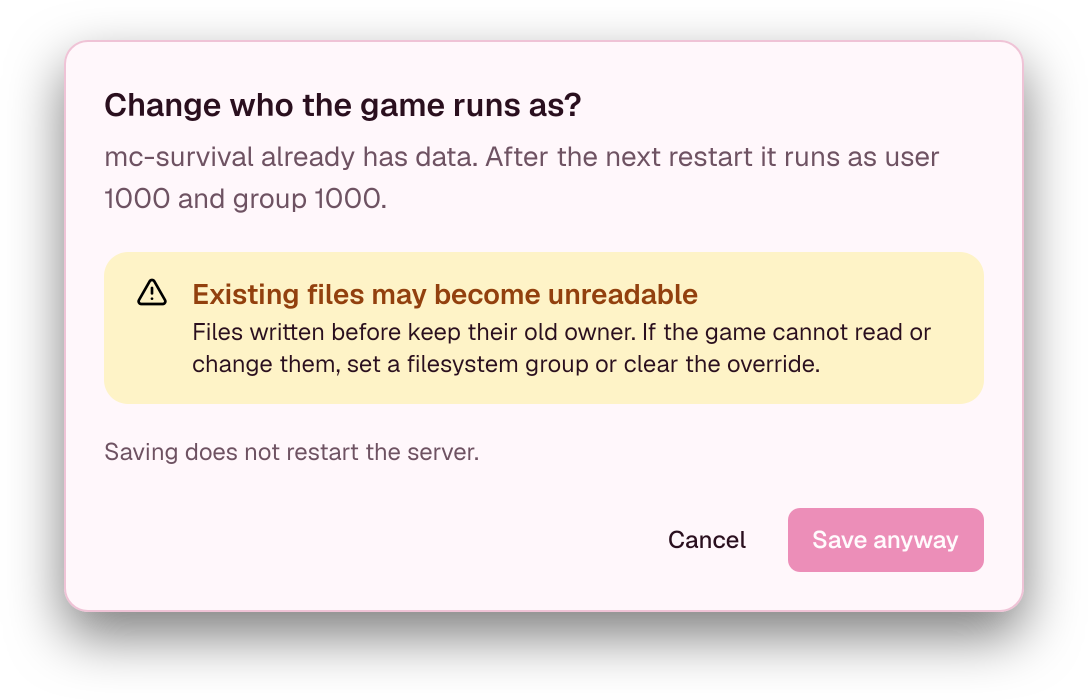 Change who the game runs as?
mc-survival already has data. After the next restart it runs as user
1000 and group 1000.
Existing files may become unreadable
Files written before keep their old owner. If the game cannot read or
change them, set a filesystem group or clear the override.
Saving does not restart the server.
Cancel
Save anyway